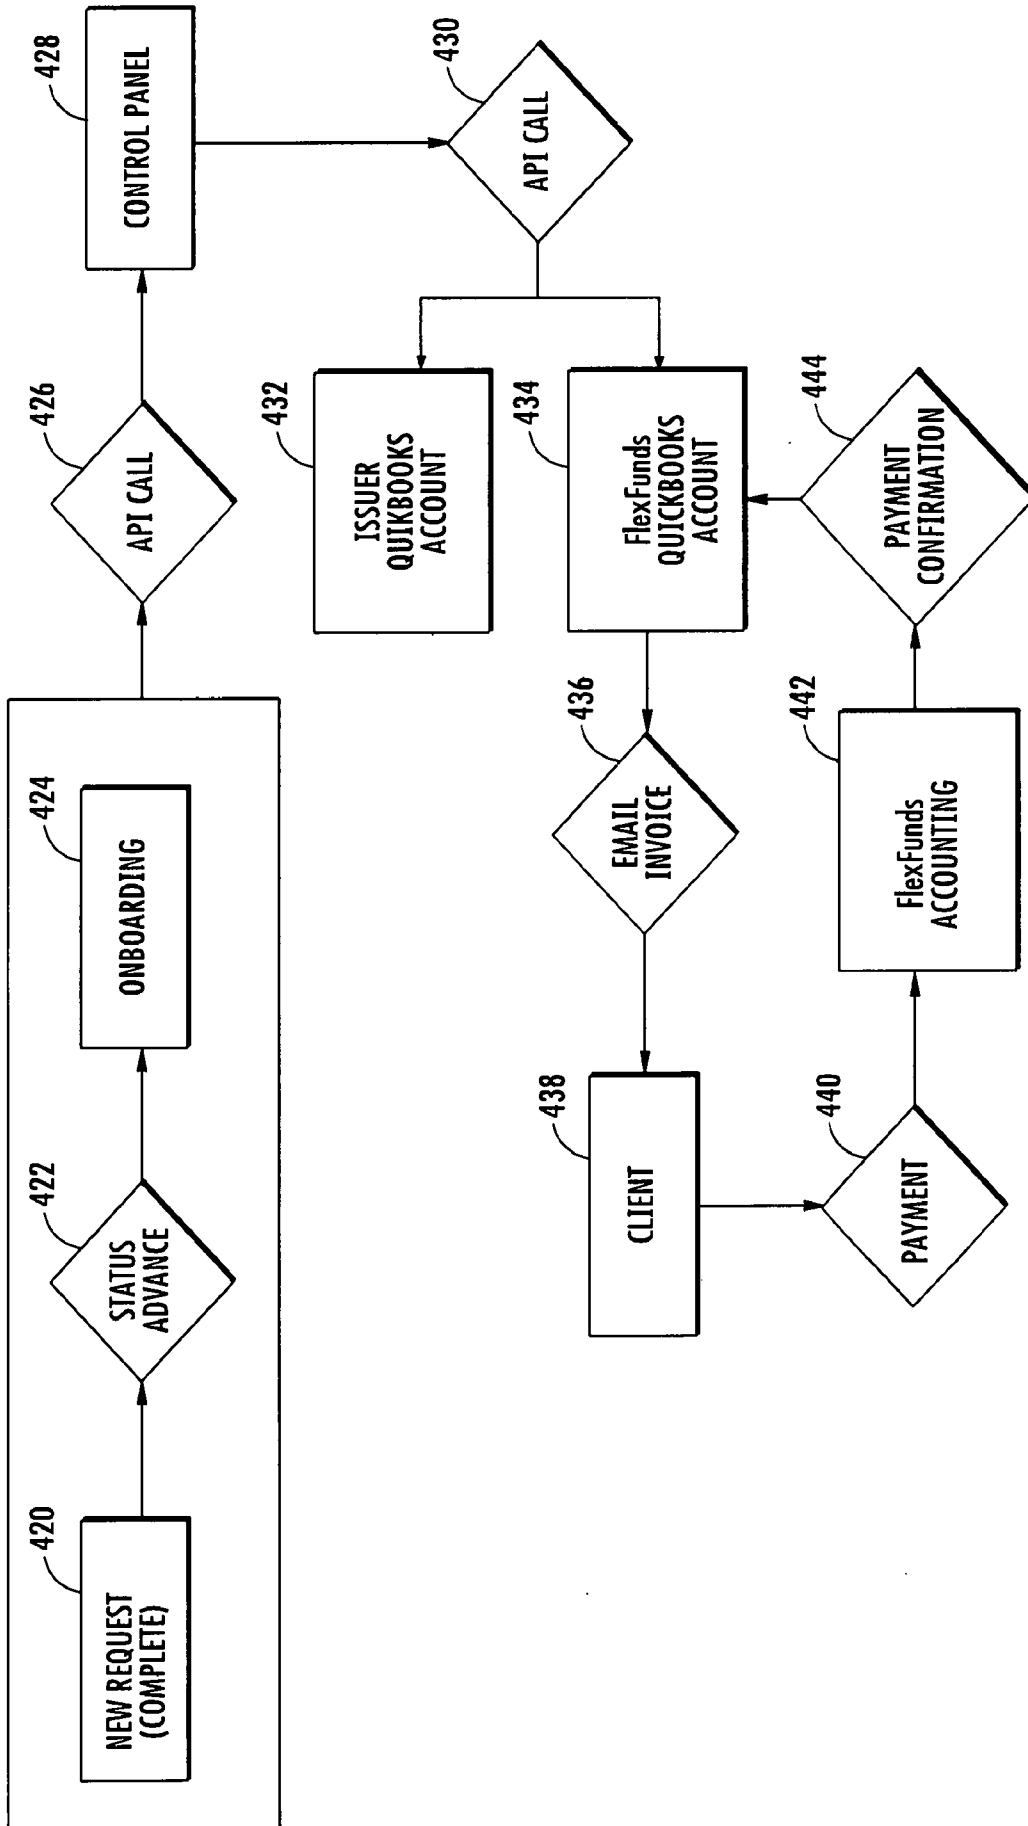 420
NEW REQUEST
(COMPLETE)
422
STATUS
ADVANCE
424
ONBOARDING
426
API CALL
428
CONTROL PANEL
430
API CALL
432
ISSUER
QUIKBOOKS
ACCOUNT
434
FlexFunds
QUICKBOOKS
ACCOUNT
436
EMAIL
INVOICE
438
CLIENT
440
PAYMENT
442
FlexFunds
ACCOUNTING
444
PAYMENT
CONFIRMATION